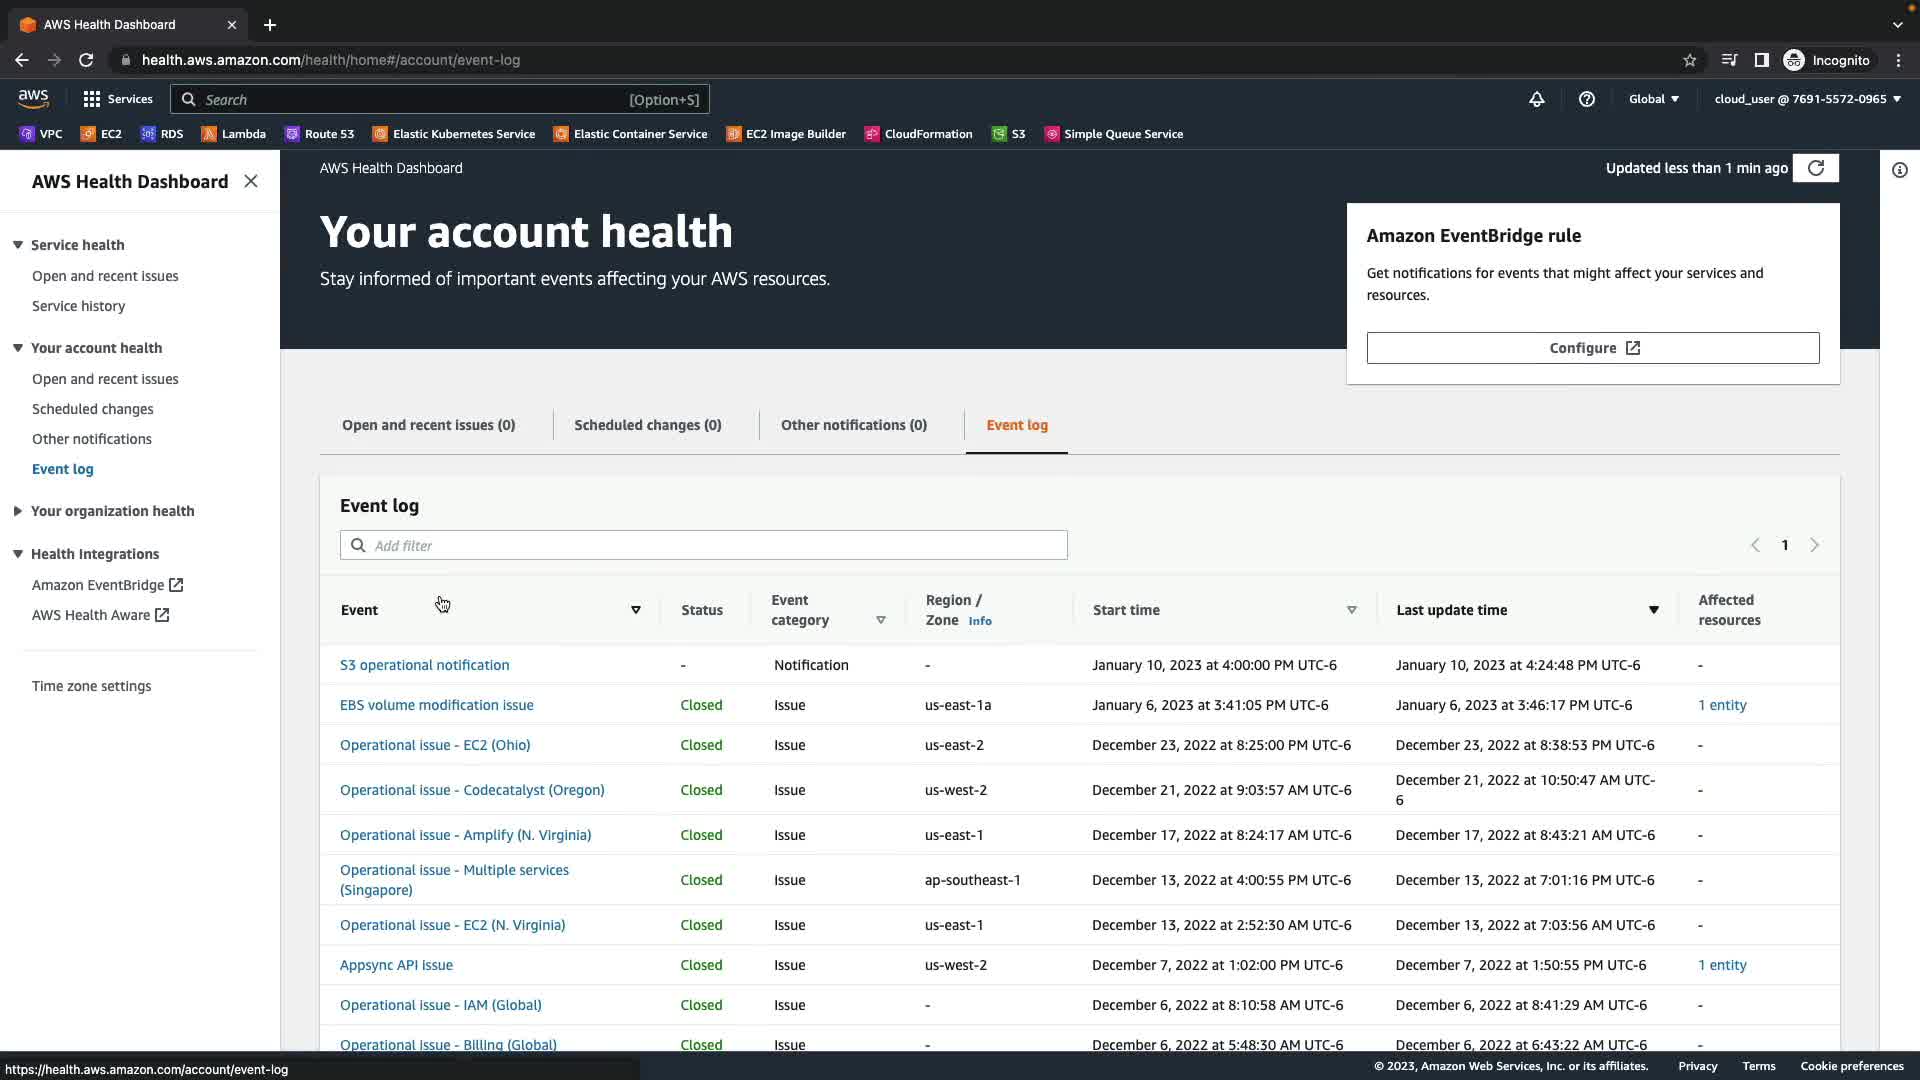 AWS Health Dashboard
health.aws.amazon.com/health/home#/account/event-log
Incognito
aws
Services
Search
[Option+S]
Global
cloud_user @ 7691-5572-0965
VPC
EC2
RDS
Lambda
Route 53
Elastic Kubernetes Service
Elastic Container Service
EC2 Image Builder
CloudFormation
S3
Simple Queue Service
AWS Health Dashboard
Service health
Open and recent issues
Service history
Your account health
Open and recent issues
Scheduled changes
Other notifications
Event log
Your organization health
Health Integrations
Amazon EventBridge
AWS Health Aware
Time zone settings
AWS Health Dashboard
Updated less than 1 min ago
Your account health
Stay informed of important events affecting your AWS resources.
Amazon EventBridge rule
Get notifications for events that might affect your services and
resources.
Configure
Open and recent issues (0)
Scheduled changes (0)
Other notifications (0)
Event log
Event log
Add filter
1
Event
Status
Event
category
Region /
Zone Info
Start time
Last update time
Affected
resources
S3 operational notification - Notification - January 10, 2023 at 4:00:00 PM UTC-6 January 10, 2023 at 4:24:48 PM UTC-6 -
EBS volume modification issue Closed Issue us-east-1a January 6, 2023 at 3:41:05 PM UTC-6 January 6, 2023 at 3:46:17 PM UTC-6 1 entity
Operational issue - EC2 (Ohio) Closed Issue us-east-2 December 23, 2022 at 8:25:00 PM UTC-6 December 23, 2022 at 8:38:53 PM UTC-6 -
Operational issue - Codecatalyst (Oregon) Closed Issue us-west-2 December 21, 2022 at 9:03:57 AM UTC-6 December 21, 2022 at 10:50:47 AM UTC-
6 -
Operational issue - Amplify (N. Virginia) Closed Issue us-east-1 December 17, 2022 at 8:24:17 AM UTC-6 December 17, 2022 at 8:43:21 AM UTC-6 -
Operational issue - Multiple services
(Singapore) Closed Issue ap-southeast-1 December 13, 2022 at 4:00:55 PM UTC-6 December 13, 2022 at 7:01:16 PM UTC-6 -
Operational issue - EC2 (N. Virginia) Closed Issue us-east-1 December 13, 2022 at 2:52:30 AM UTC-6 December 13, 2022 at 7:03:56 AM UTC-6 -
Appsync API issue Closed Issue us-west-2 December 7, 2022 at 1:02:00 PM UTC-6 December 7, 2022 at 1:50:55 PM UTC-6 1 entity
Operational issue - IAM (Global) Closed Issue - December 6, 2022 at 8:10:58 AM UTC-6 December 6, 2022 at 8:41:29 AM UTC-6 -
Operational issue - Billing (Global) Closed Issue - December 6, 2022 at 5:48:30 AM UTC-6 December 6, 2022 at 6:43:22 AM UTC-6 -
https://health.aws.amazon.com/account/event-log
© 2023, Amazon Web Services, Inc. or its affiliates.
Privacy
Terms
Cookie preferences